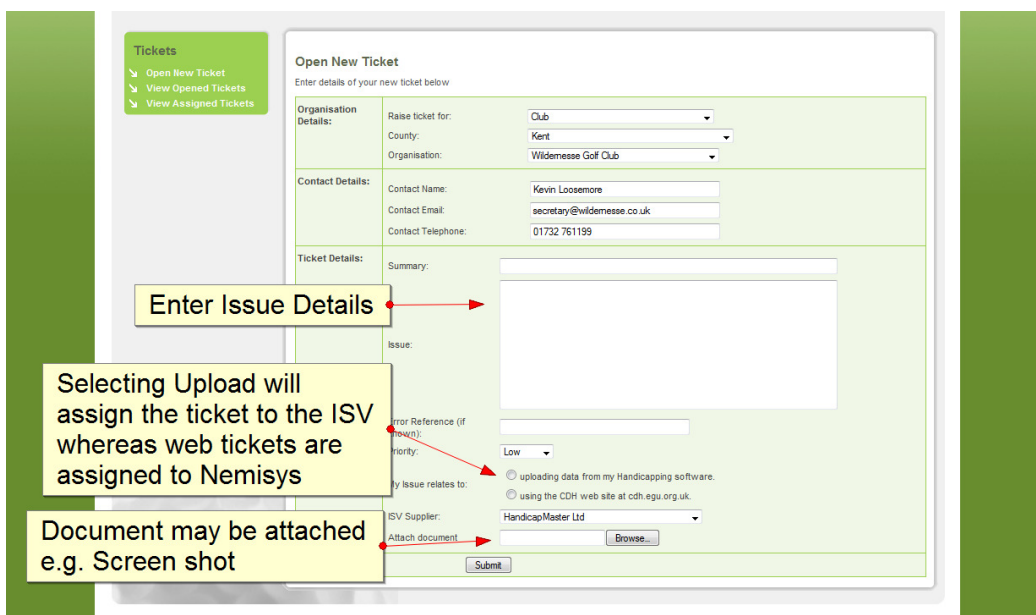 Tickets
Open New Ticket
View Opened Tickets
View Assigned Tickets
Open New Ticket
Enter details of your new ticket below
Organisation
Details:
Raise ticket for: Club
County: Kent
Organisation: Wildernesse Golf Club
Contact Details:
Contact Name: Kevin Loosemore
Contact Email: secretary@wildernesse.co.uk
Contact Telephone: 01732 761199
Ticket Details:
Summary:
Enter Issue Details
Issue:
Selecting Upload will
assign the ticket to the ISV
whereas web tickets are
assigned to Nemisys
Error Reference (if
known):
Priority: Low
My Issue relates to:
uploading data from my Handicapping software.
using the CDH web site at cdh.egu.org.uk.
ISV Supplier: HandicapMaster Ltd
Document may be attached
e.g. Screen shot
Attach document Browse...
Submit